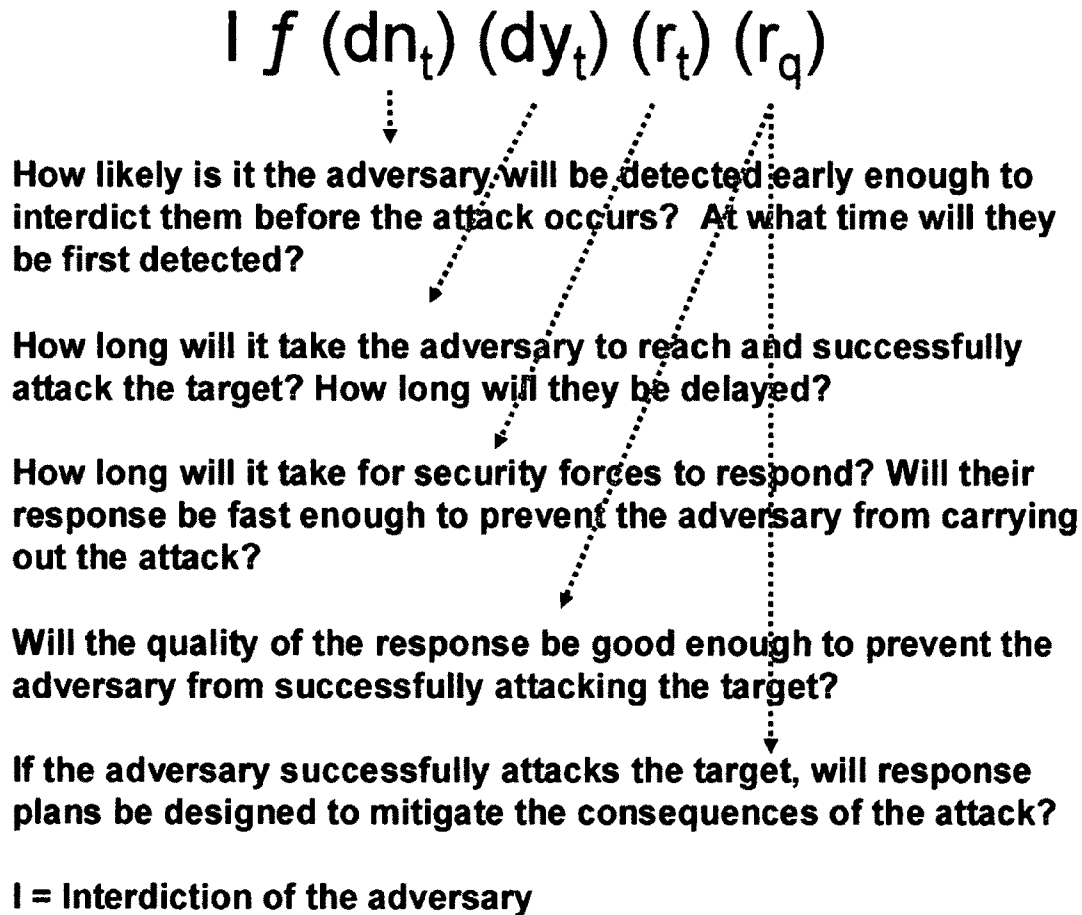 I f (dnₜ) (dyₜ) (rₜ) (r_q)
How likely is it the adversary will be detected early enough to
interdict them before the attack occurs?  At what time will they
be first detected?
How long will it take the adversary to reach and successfully
attack the target? How long will they be delayed?
How long will it take for security forces to respond? Will their
response be fast enough to prevent the adversary from carrying
out the attack?
Will the quality of the response be good enough to prevent the
adversary from successfully attacking the target?
If the adversary successfully attacks the target, will response
plans be designed to mitigate the consequences of the attack?
I = Interdiction of the adversary